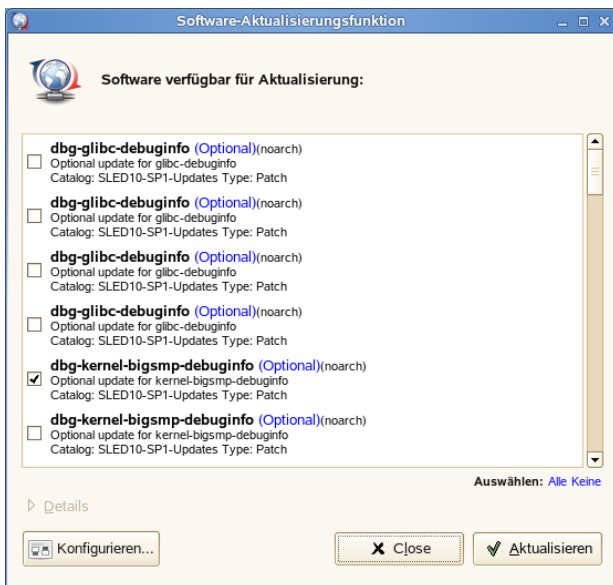 Software-Aktualisierungsfunktion
Software verfügbar für Aktualisierung:
dbg-glibc-debuginfo (Optional)(noarch)
Optional update for glibc-debuginfo
Catalog: SLED10-SP1-Updates Type: Patch
dbg-glibc-debuginfo (Optional)(noarch)
Optional update for glibc-debuginfo
Catalog: SLED10-SP1-Updates Type: Patch
dbg-glibc-debuginfo (Optional)(noarch)
Optional update for glibc-debuginfo
Catalog: SLED10-SP1-Updates Type: Patch
dbg-glibc-debuginfo (Optional)(noarch)
Optional update for glibc-debuginfo
Catalog: SLED10-SP1-Updates Type: Patch
dbg-kernel-bigsmp-debuginfo (Optional)(noarch)
Optional update for kernel-bigsmp-debuginfo
Catalog: SLED10-SP1-Updates Type: Patch
dbg-kernel-bigsmp-debuginfo (Optional)(noarch)
Optional update for kernel-bigsmp-debuginfo
Catalog: SLED10-SP1-Updates Type: Patch
Auswählen: Alle Keine
Details
Konfigurieren...
Close
Aktualisieren